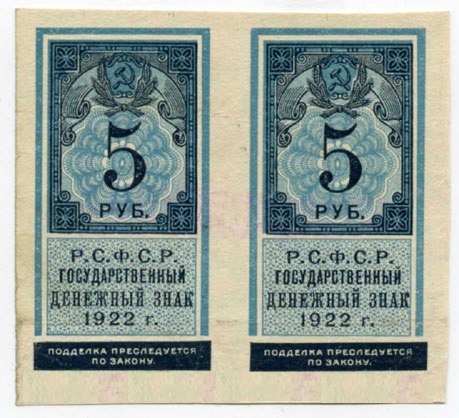 5
РУБ.
Р.С.Ф.С.Р.
ГОСУДАРСТВЕННЫЙ
ДЕНЕЖНЫЙ ЗНАК
1922 г.
ПОДДЕЛКА ПРЕСЛЕДУЕТСЯ
ПО ЗАКОНУ.
5
РУБ.
Р.С.Ф.С.Р.
ГОСУДАРСТВЕННЫЙ
ДЕНЕЖНЫЙ ЗНАК
1922 г.
ПОДДЕЛКА ПРЕСЛЕДУЕТСЯ
ПО ЗАКОНУ.